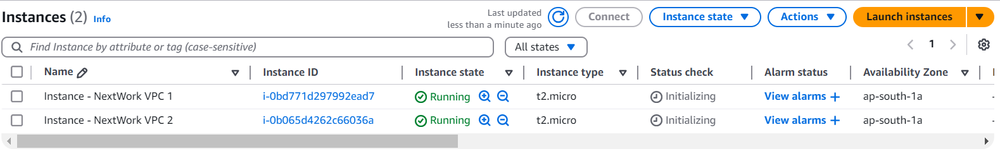 Instances (2) Info
Last updated
less than a minute ago
Connect
Instance state
Actions
Launch instances
Find Instance by attribute or tag (case-sensitive)
All states
1
Name Instance ID Instance state Instance type Status check Alarm status Availability Zone
Instance - NextWork VPC 1 i-0bd771d297992ead7 Running t2.micro Initializing View alarms + ap-south-1a
Instance - NextWork VPC 2 i-0b065d4262c66036a Running t2.micro Initializing View alarms + ap-south-1a